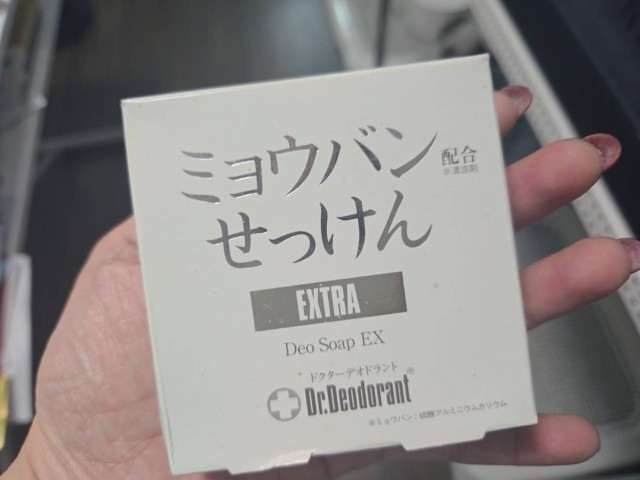 ミョウバン配合
※清涼剤
せっけん
EXTRA
Deo Soap EX
ドクターデオドラント
Dr.Deodorant®
※ミョウバン：硫酸アルミニウムカリウム